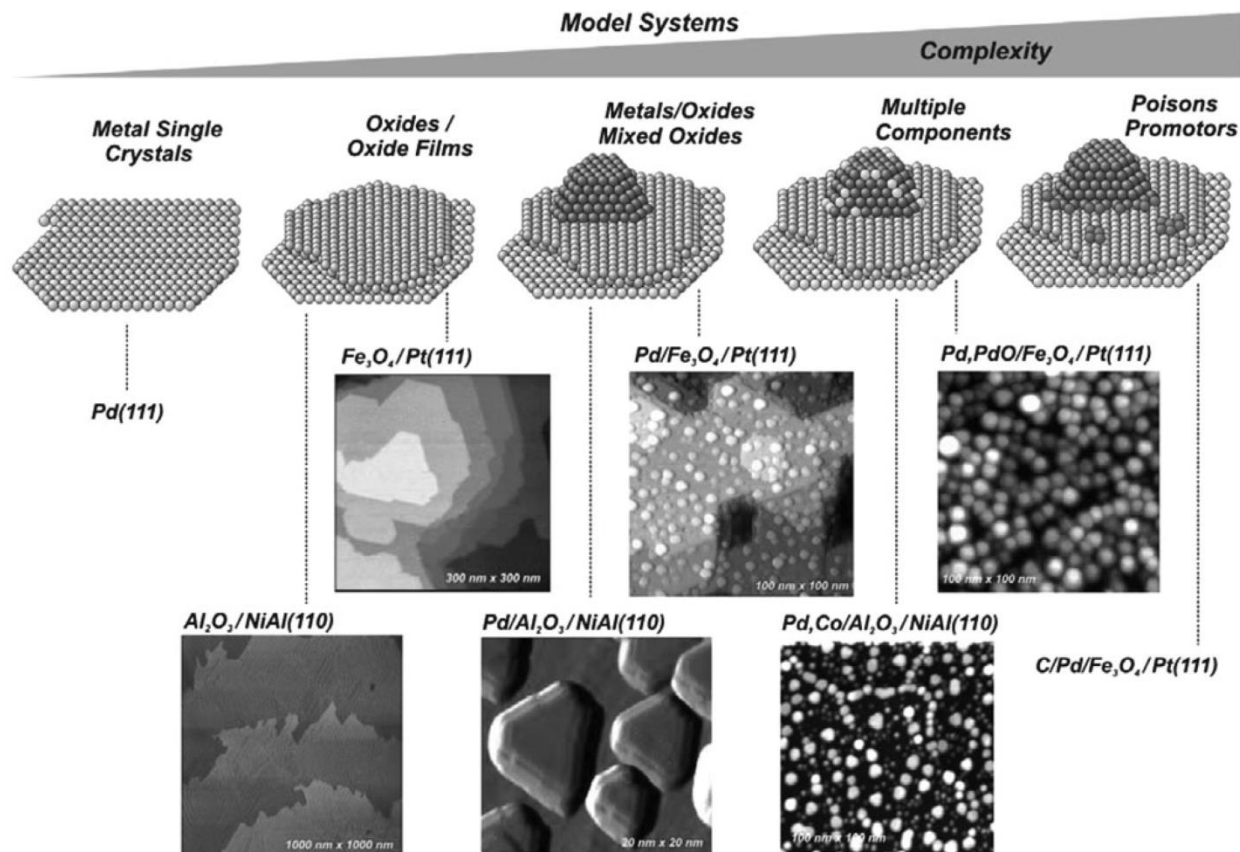 Model Systems
Complexity
Metal Single
Crystals
Oxides /
Oxide Films
Metals/Oxides
Mixed Oxides
Multiple
Components
Poisons
Promotors
Pd(111)
Fe₃O₄/Pt(111)
300 nm x 300 nm
Pd/Fe₃O₄/Pt(111)
100 nm x 100 nm
Pd,PdO/Fe₃O₄/Pt(111)
100 nm x 100 nm
Al₂O₃/NiAl(110)
1000 nm x 1000 nm
Pd/Al₂O₃/NiAl(110)
20 nm x 20 nm
Pd,Co/Al₂O₃/NiAl(110)
100 nm x 100 nm
C/Pd/Fe₃O₄/Pt(111)